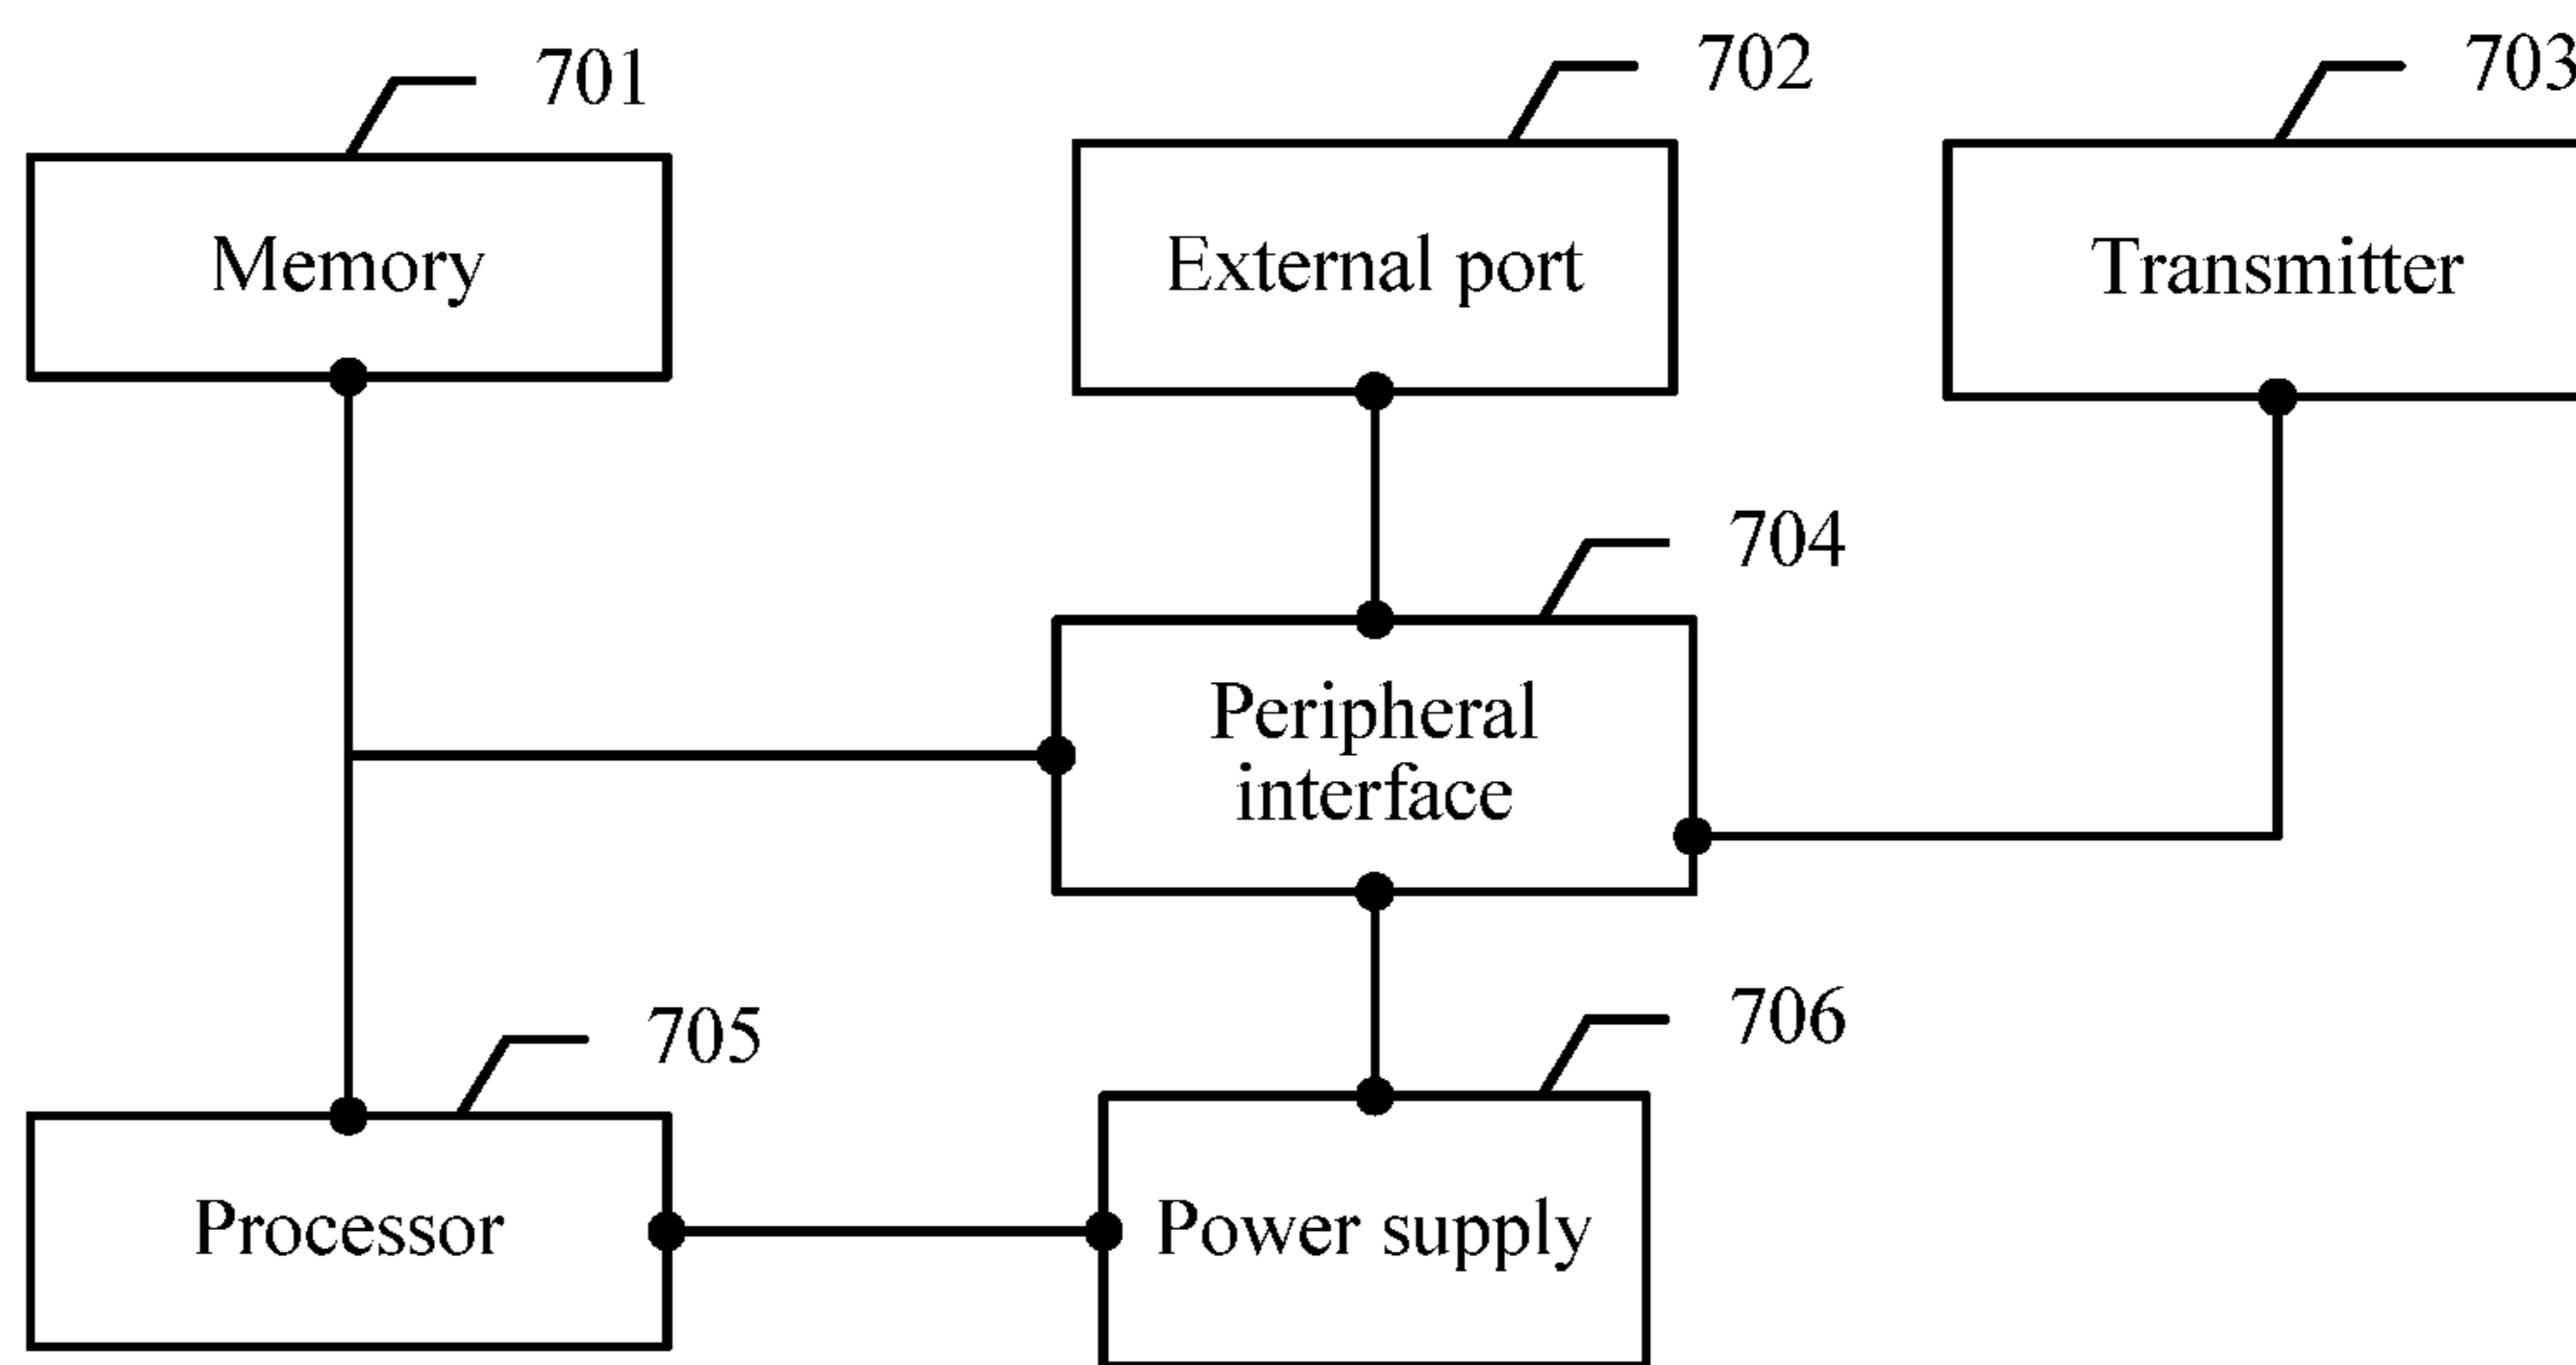 701
702
703
Memory
External port
Transmitter
704
Peripheral
interface
705
706
Processor
Power supply